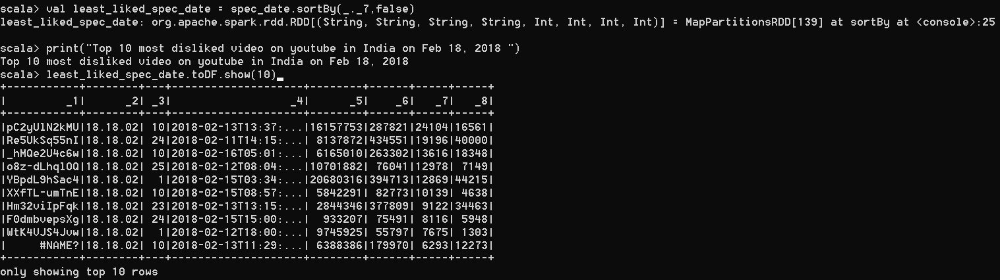 scala> val least_liked_spec_date = spec_date.sortBy(_._7,false)
least_liked_spec_date: org.apache.spark.rdd.RDD[(String, String, String, String, Int, Int, Int, Int)] = MapPartitionsRDD[139] at sortBy at <console>:25
scala> print("Top 10 most disliked video on youtube in India on Feb 18, 2018 ")
Top 10 most disliked video on youtube in India on Feb 18, 2018
scala> least_liked_spec_date.toDF.show(10)_
+-----------+--------+---+--------------------+--------+------+-----+-----+
|         _1|      _2| _3|                  _4|      _5|    _6|   _7|   _8|
+-----------+--------+---+--------------------+--------+------+-----+-----+
|pC2yUlN2kMU|18.18.02| 10|2018-02-13T13:37:...|16157753|287821|24104|16561|
|Re5UkSq55nI|18.18.02| 24|2018-02-11T14:15:...| 8137872|434551|19196|40000|
|_hMQe2U4c6w|18.18.02| 10|2018-02-16T05:01:...| 6165010|263302|13616|18348|
|o8z-dLhqlOQ|18.18.02| 25|2018-02-12T08:04:...|10701882| 76041|12978| 7149|
|YBpdL9hSac4|18.18.02|  1|2018-02-15T03:34:...|20680316|394713|12869|44215|
|XXfTL-umTnE|18.18.02| 10|2018-02-15T08:57:...| 5842291| 82773|10139| 4638|
|Hm32viIpFqk|18.18.02| 23|2018-02-13T13:15:...| 2844346|377809| 9122|34463|
|F0dmbvepsXg|18.18.02| 24|2018-02-15T15:00:...|  933207| 75491| 8116| 5948|
|WtK4VJS4Jvw|18.18.02|  1|2018-02-12T18:00:...| 9745925| 55797| 7675| 1303|
|     #NAME?|18.18.02| 10|2018-02-13T11:29:...| 6388386|179970| 6293|12273|
+-----------+--------+---+--------------------+--------+------+-----+-----+
only showing top 10 rows